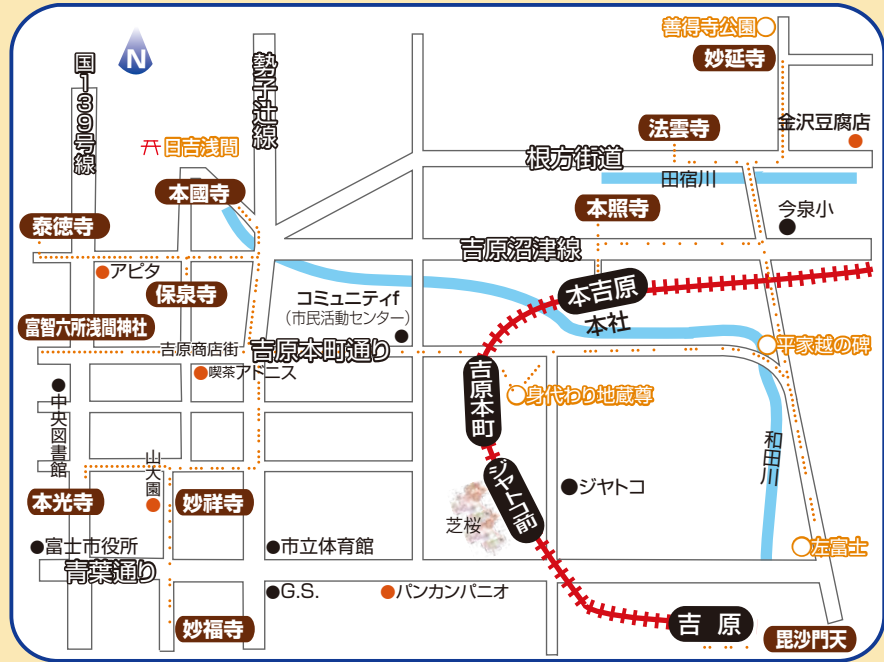 善得寺公園
妙延寺
国139号線
N
勢子辻線
法雲寺
金沢豆腐店
日吉浅間
根方街道
田宿川
本國寺
本照寺
今泉小
泰徳寺
吉原沼津線
アピタ
保泉寺
本吉原
コミュニティf
(市民活動センター)
本社
富智六所浅間神社
吉原商店街
吉原本町通り
平家越の碑
喫茶アドニス
吉原本町
身代わり地蔵尊
中央図書館
和田川
山大園
ジヤトコ前
ジヤトコ
本光寺
妙祥寺
芝桜
富士市役所
市立体育館
左富士
青葉通り
G.S.
パンカンパニオ
妙福寺
吉原
毘沙門天